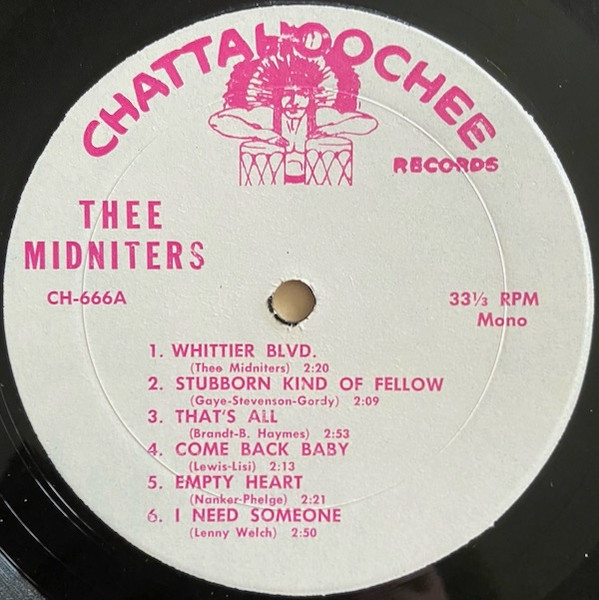 CHATTAHOOCHEE
RECORDS
THEE
MIDNITERS
CH-666A
33⅓ RPM
Mono
1. WHITTIER BLVD.
(Thee Midniters) 2:20
2. STUBBORN KIND OF FELLOW
(Gaye-Stevenson-Gordy) 2:09
3. THAT'S ALL
(Brandt-B. Haymes) 2:53
4. COME BACK BABY
(Lewis-Lisi) 2:13
5. EMPTY HEART
(Nanker-Phelge) 2:21
6. I NEED SOMEONE
(Lenny Welch) 2:50